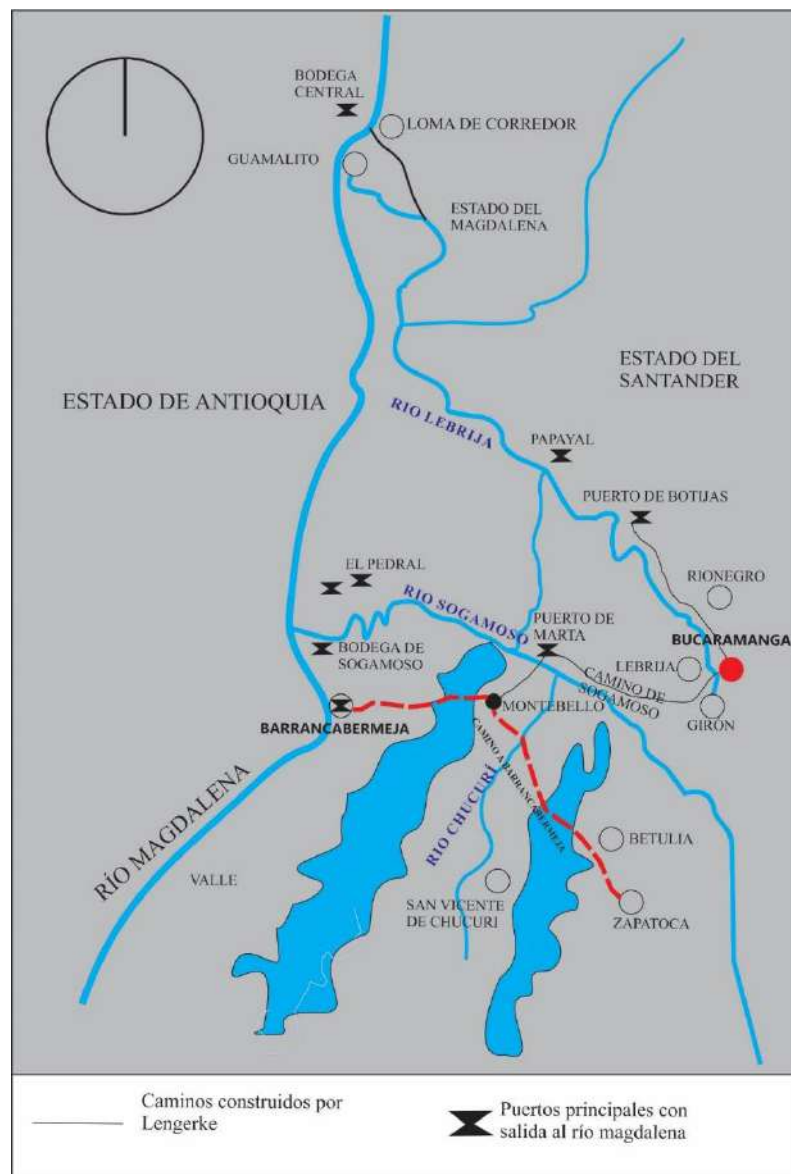 BODEGA
CENTRAL
LOMA DE CORREDOR
GUAMALITO
ESTADO DEL
MAGDALENA
ESTADO DEL
SANTANDER
ESTADO DE ANTIOQUIA
RIO LEBRIJA
PAPAYAL
PUERTO DE BOTIJAS
EL PEDRAL
RIONEGRO
RIO SOGAMOSO
PUERTO DE
MARTA
BUCARAMANGA
BODEGA DE
SOGAMOSO
LEBRIJA
CAMINO DE
SOGAMOSO
MONTEBELLO
GIRÓN
BARRANCABERMEJA
CAMINO A BARRANCABERMEJA
RÍO MAGDALENA
RIO CHUCURÍ
BETULIA
VALLE
SAN VICENTE
DE CHUCURI
ZAPATOCA
Caminos construidos por
Lengerke
Puertos principales con
salida al río magdalena